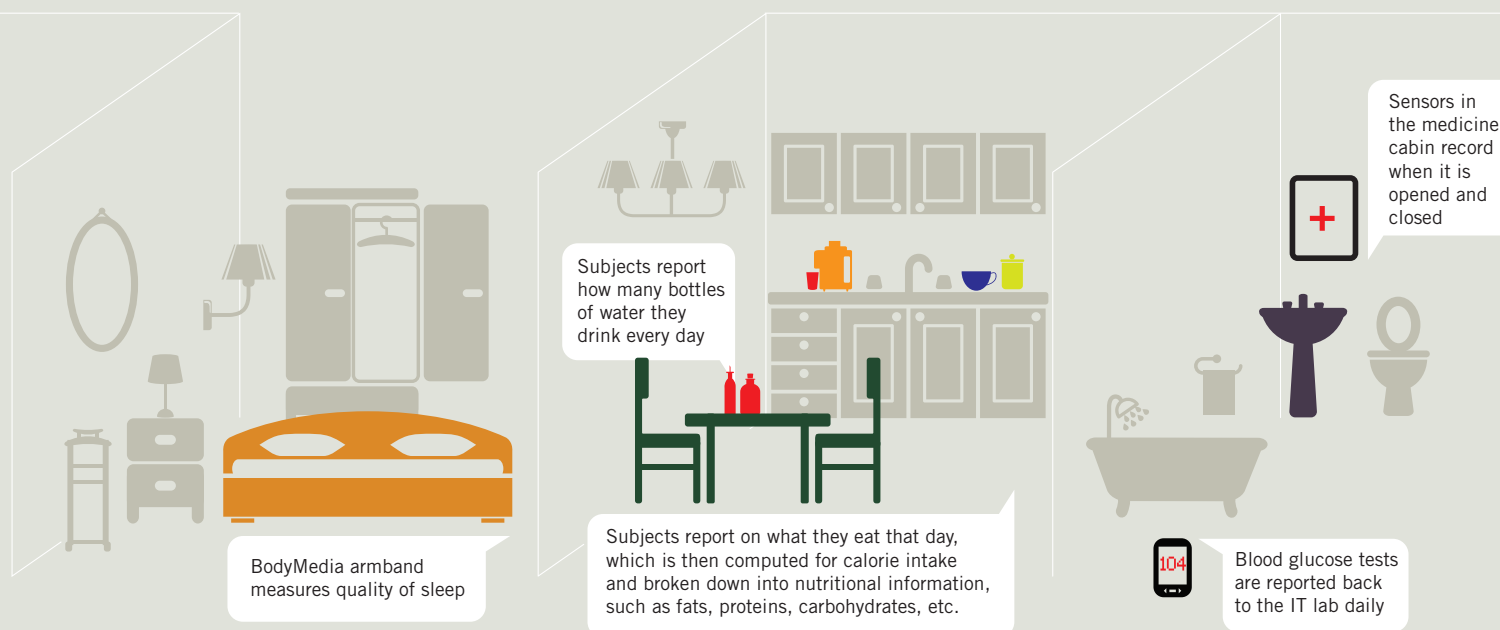 Sensors in
the medicine
cabin record
when it is
opened and
closed
Subjects report
how many bottles
of water they
drink every day
BodyMedia armband
measures quality of sleep
Subjects report on what they eat that day,
which is then computed for calorie intake
and broken down into nutritional information,
such as fats, proteins, carbohydrates, etc.
104
Blood glucose tests
are reported back
to the IT lab daily